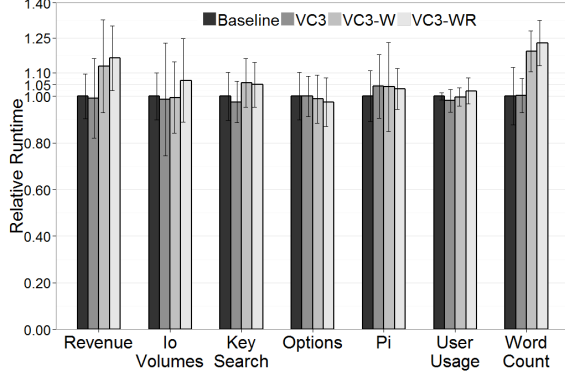 1.40
Baseline VC3 VC3-W VC3-WR
1.25
1.10
1.05
1.00
0.80
0.60
0.40
0.20
0.00
Relative Runtime
Revenue Io Key Options Pi User Word
Volumes Search Usage Count